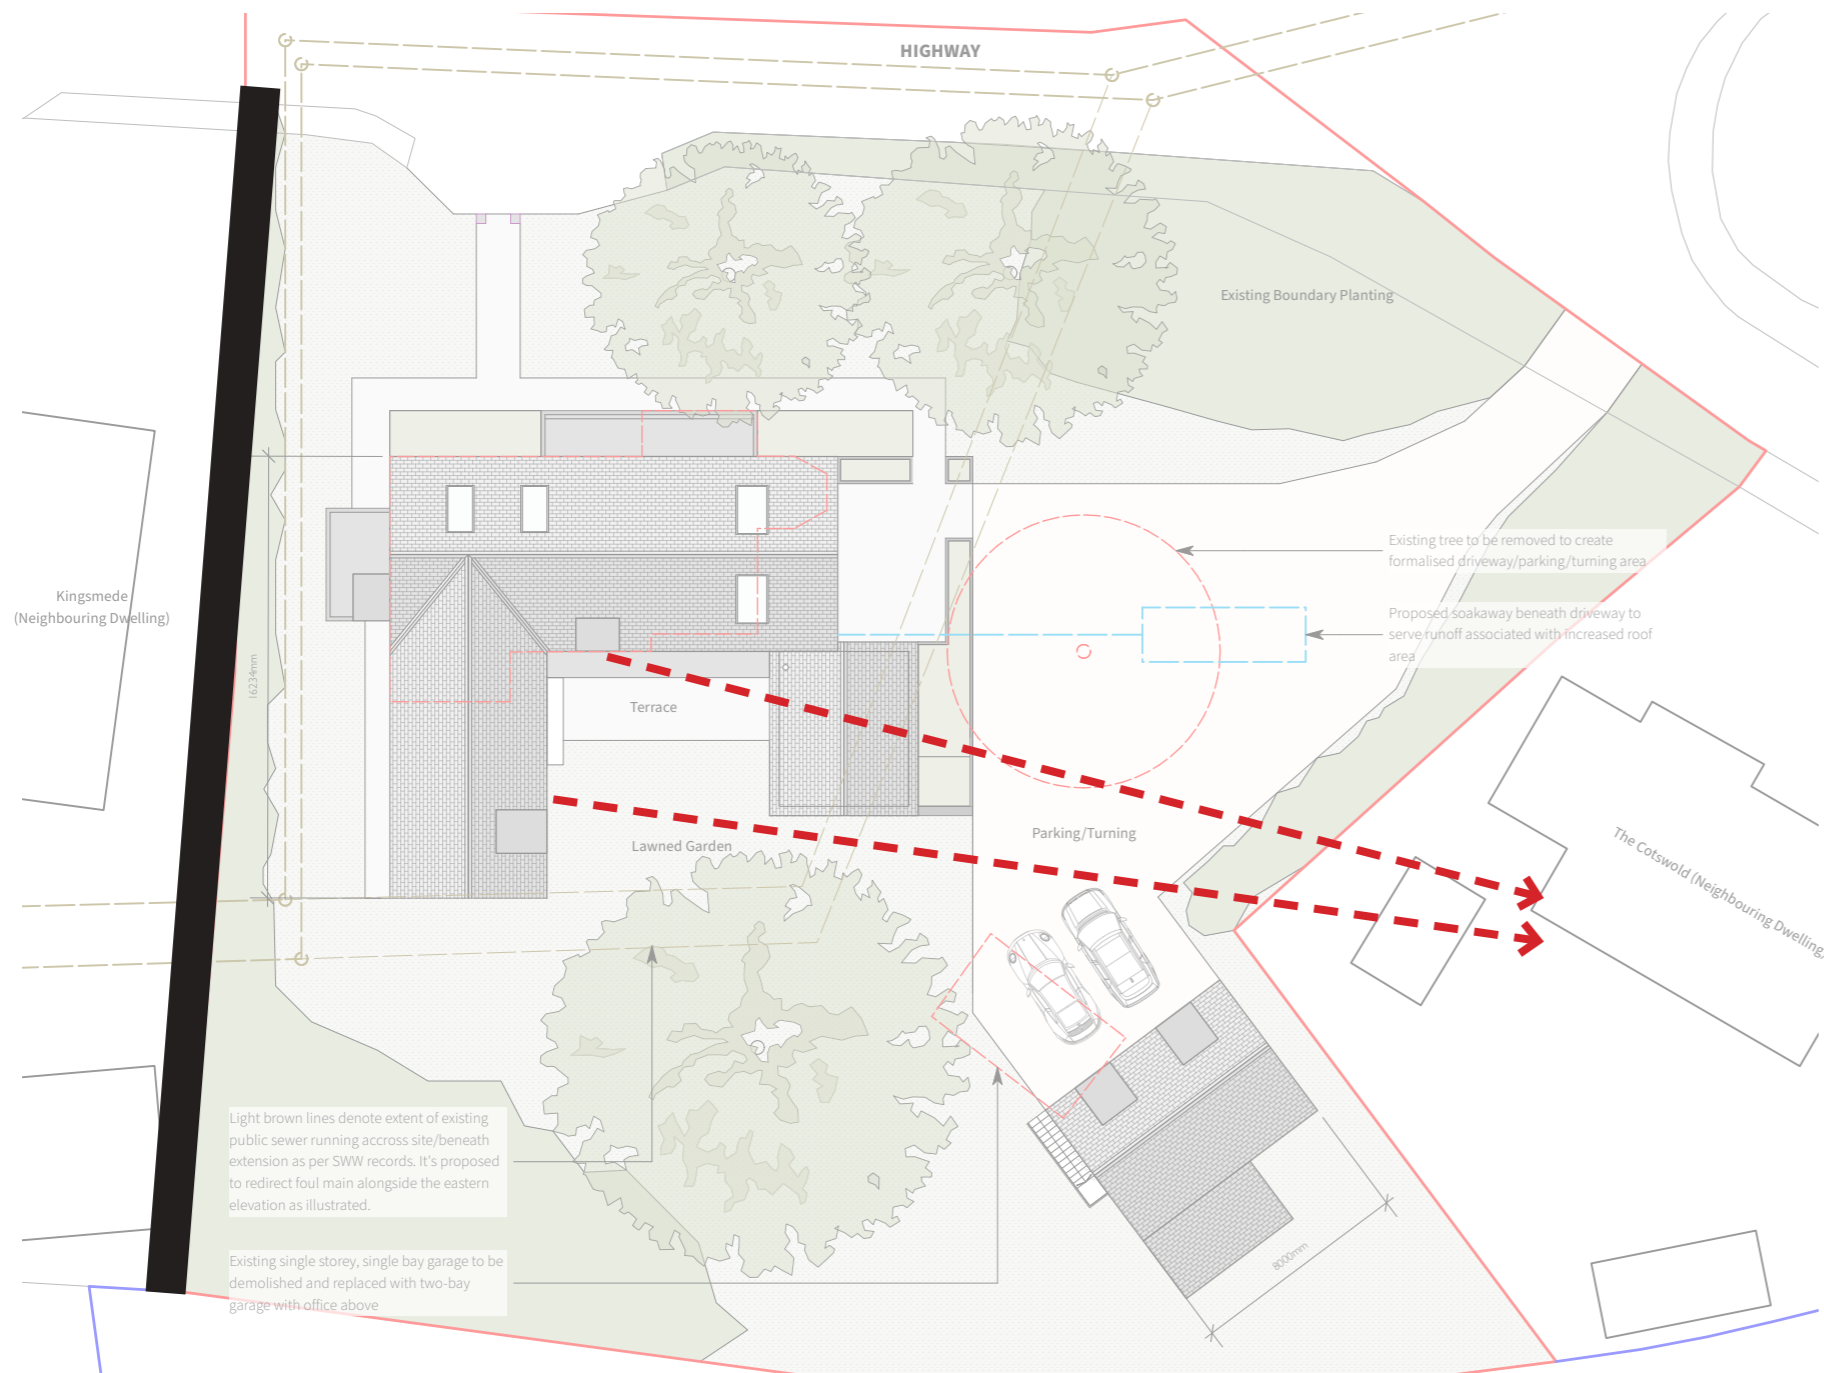 HIGHWAY
Existing Boundary Planting
Existing tree to be removed to create
formalised driveway/parking/turning area
Kingsmede
(Neighbouring Dwelling)
Proposed soakaway beneath driveway to
serve runoff associated with increased roof
area
16234mm
Terrace
Parking/Turning
Lawned Garden
The Cotswold (Neighbouring Dwelling)
Light brown lines denote extent of existing
public sewer running accross site/beneath
extension as per SWW records. It's proposed
to redirect foul main alongside the eastern
elevation as illustrated.
Existing single storey, single bay garage to be
demolished and replaced with two-bay
garage with office above
8000mm